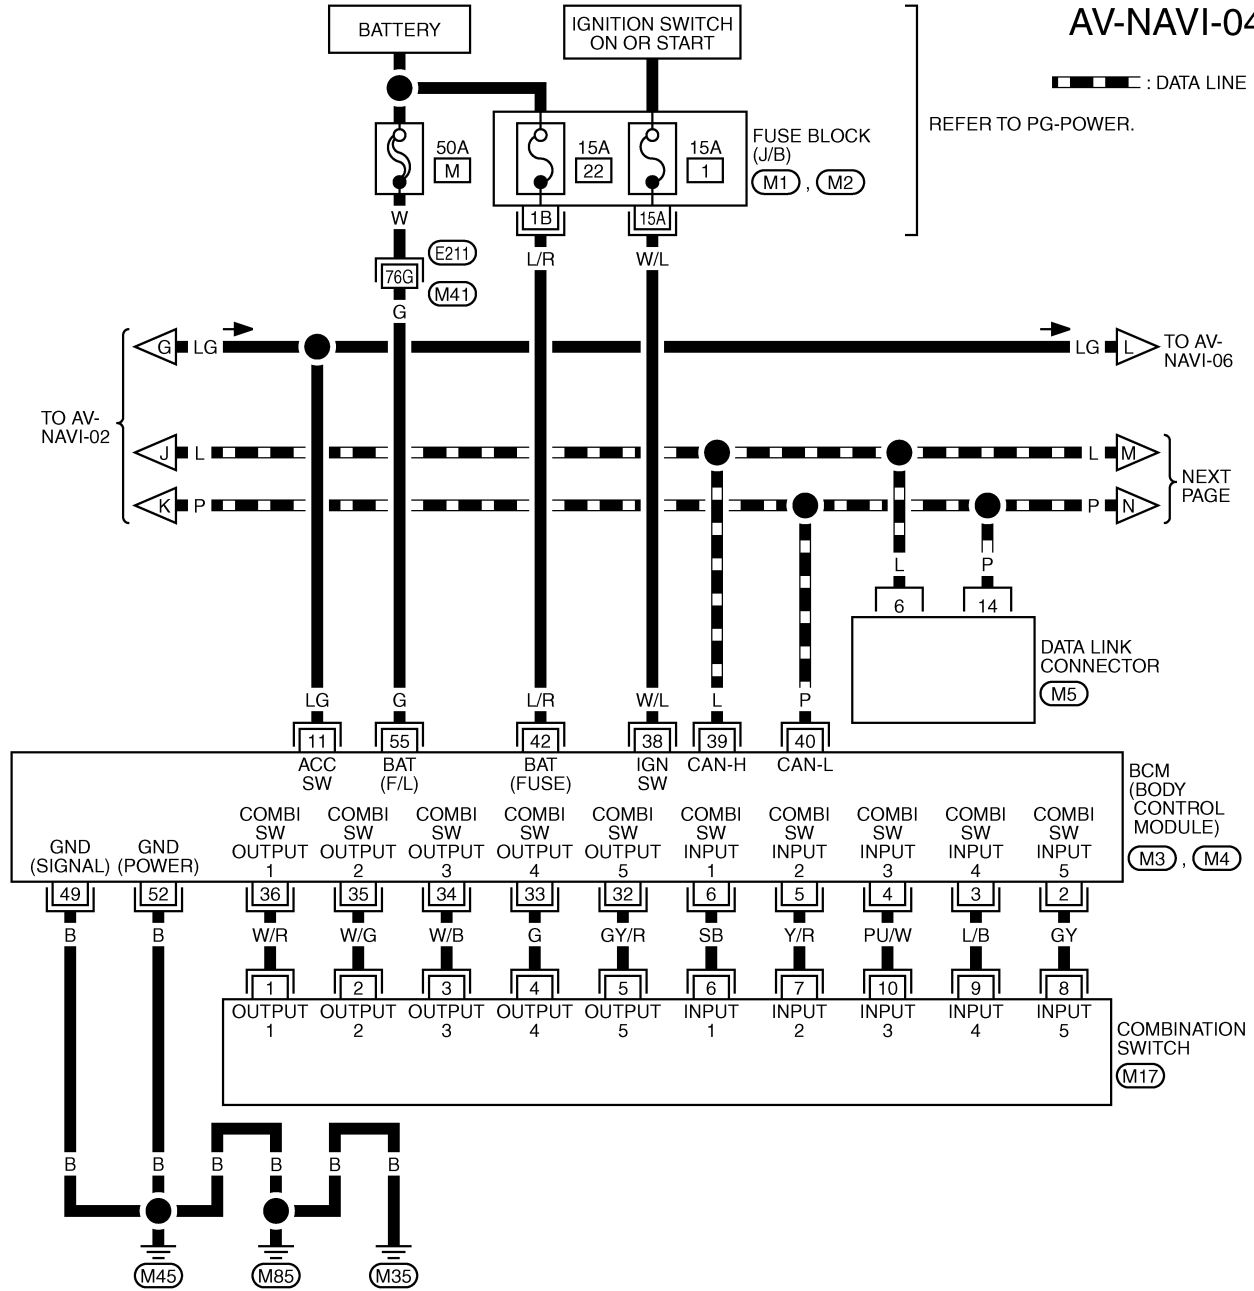 AV-NAVI-04
BATTERY
IGNITION SWITCH
ON OR START
: DATA LINE
REFER TO PG-POWER.
50A
M
15A
22
15A
1
FUSE BLOCK
(J/B)
M1 , M2
W
1B
15A
E211
L/R
W/L
76G
M41
G
G LG
LG L
TO AV-
NAVI-06
TO AV-
NAVI-02
J L
L M
K P
P N
NEXT
PAGE
L
P
6
14
DATA LINK
CONNECTOR
M5
LG G L/R W/L L P
11 55 42 38 39 40
ACC
SW
BAT
(F/L)
BAT
(FUSE)
IGN
SW
CAN-H
CAN-L
BCM
(BODY
CONTROL
MODULE)
M3 , M4
GND
(SIGNAL)
GND
(POWER)
COMBI
SW
OUTPUT
1
COMBI
SW
OUTPUT
2
COMBI
SW
OUTPUT
3
COMBI
SW
OUTPUT
4
COMBI
SW
OUTPUT
5
COMBI
SW
INPUT
1
COMBI
SW
INPUT
2
COMBI
SW
INPUT
3
COMBI
SW
INPUT
4
COMBI
SW
INPUT
5
49 52 36 35 34 33 32 6 5 4 3 2
B B W/R W/G W/B G GY/R SB Y/R PU/W L/B GY
1 2 3 4 5 6 7 10 9 8
OUTPUT
1
OUTPUT
2
OUTPUT
3
OUTPUT
4
OUTPUT
5
INPUT
1
INPUT
2
INPUT
3
INPUT
4
INPUT
5
COMBINATION
SWITCH
M17
B B B B B B
M45 M85 M35